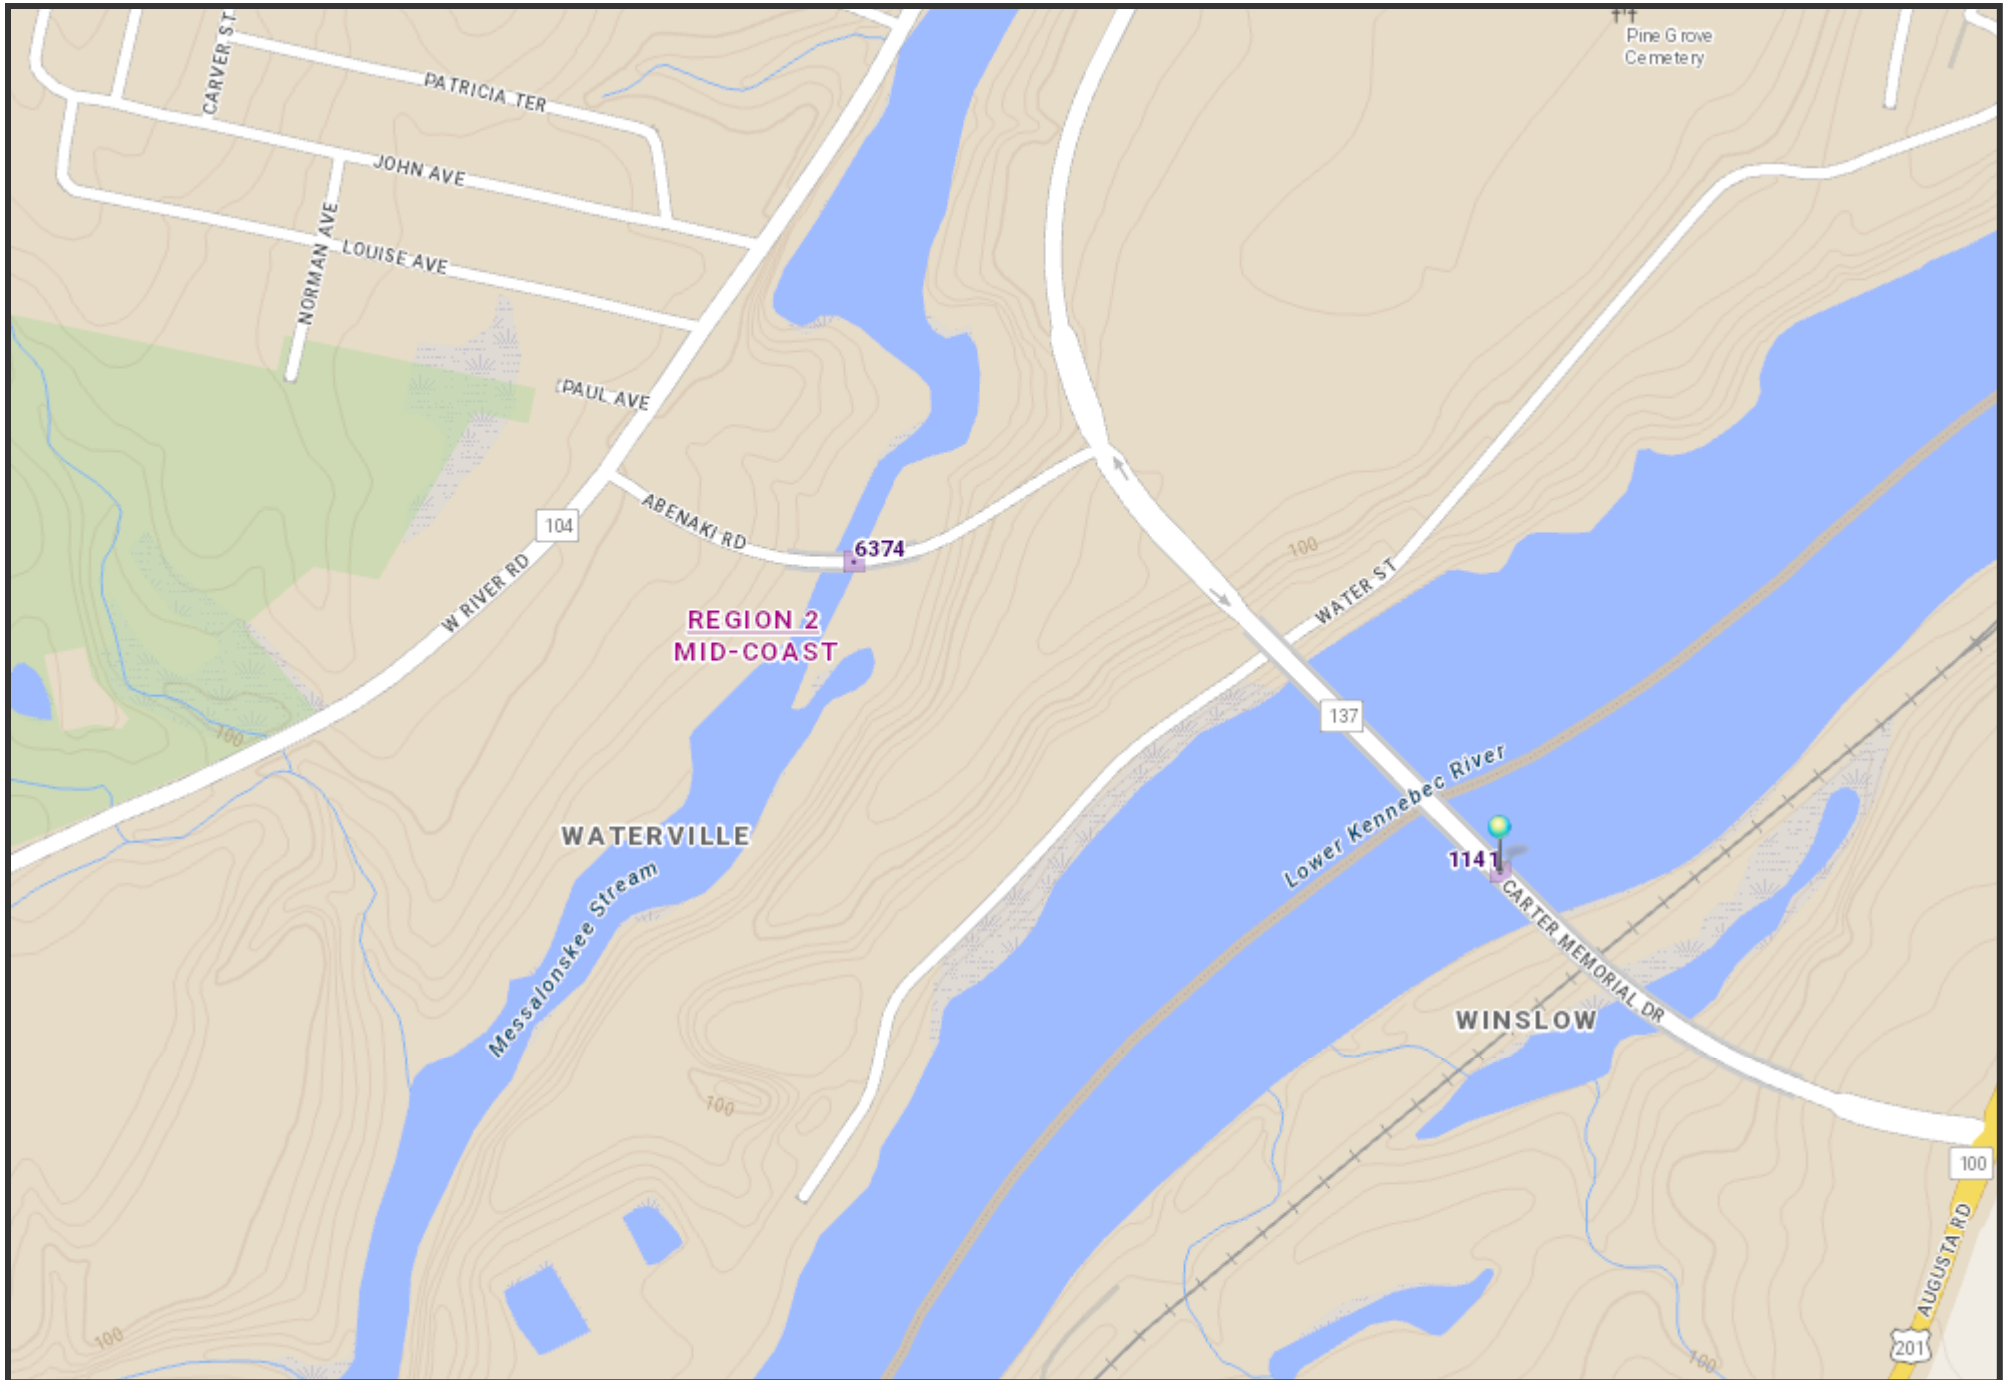 Pine Grove
Cemetery
CARVER ST
PATRICIA TER
JOHN AVE
NORMAN AVE
LOUISE AVE
PAUL AVE
104
ABENAKI RD
6374
100
W RIVER RD
WATER ST
REGION 2
MID-COAST
137
100
Lower Kennebec River
WATERVILLE
1141
Messalonskee Stream
CARTER MEMORIAL DR
WINSLOW
100
100
AUGUSTA RD
100
201
100